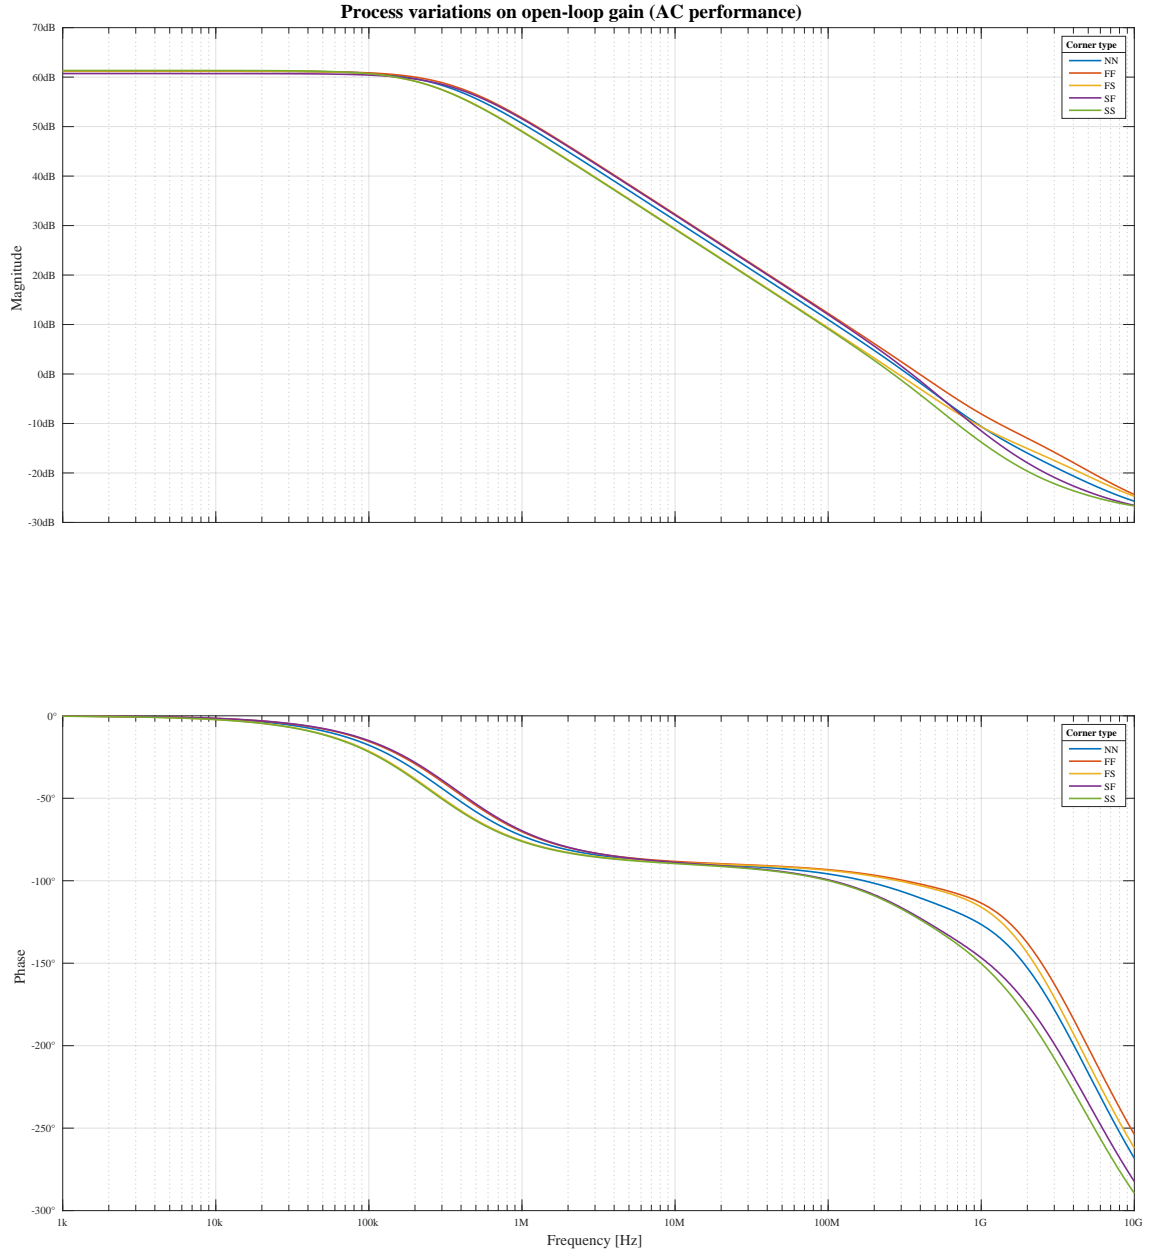 Process variations on open-loop gain (AC performance)
70dB
60dB
50dB
40dB
30dB
20dB
10dB
0dB
-10dB
-20dB
-30dB
Magnitude
Corner type
NN
FF
FS
SF
SS
0°
-50°
-100°
-150°
-200°
-250°
-300°
Phase
Corner type
NN
FF
FS
SF
SS
1k 10k 100k 1M 10M 100M 1G 10G
Frequency [Hz]